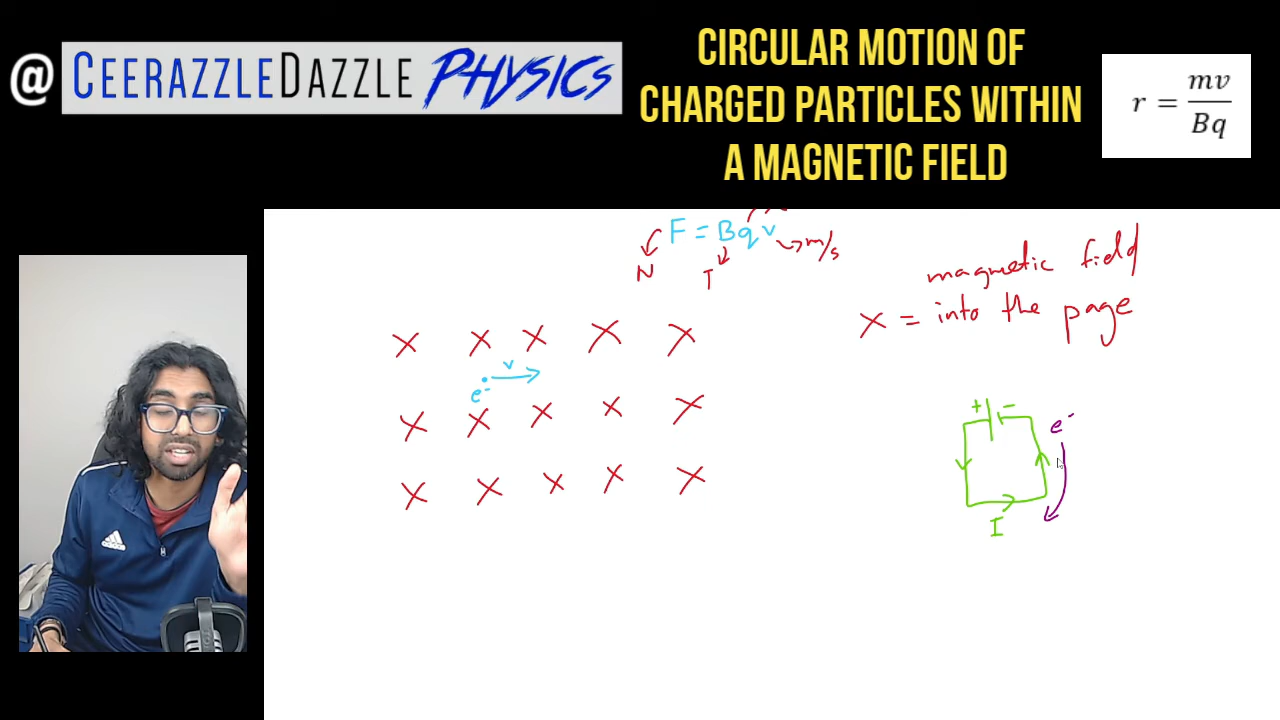 @ CEERAZZLEDAZZLE PHYSICS
CIRCULAR MOTION OF
CHARGED PARTICLES WITHIN
A MAGNETIC FIELD
r = mv/Bq
F = Bqv
N
T
m/s
magnetic field
X = into the page
X X X X X
v
e-
X X X X X
X X X X X
+ -
e-
I